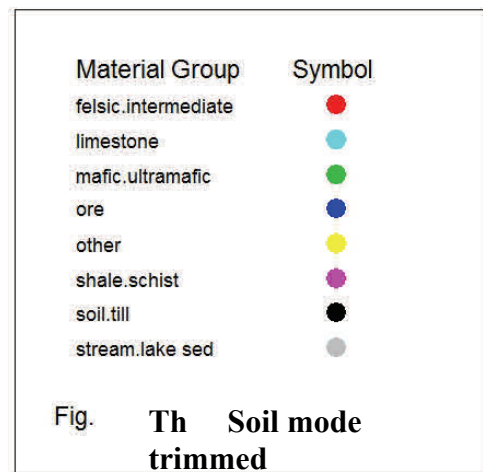 Material Group Symbol
felsic.intermediate
limestone
mafic.ultramafic
ore
other
shale.schist
soil.till
stream.lake sed
Fig. Th Soil mode
trimmed